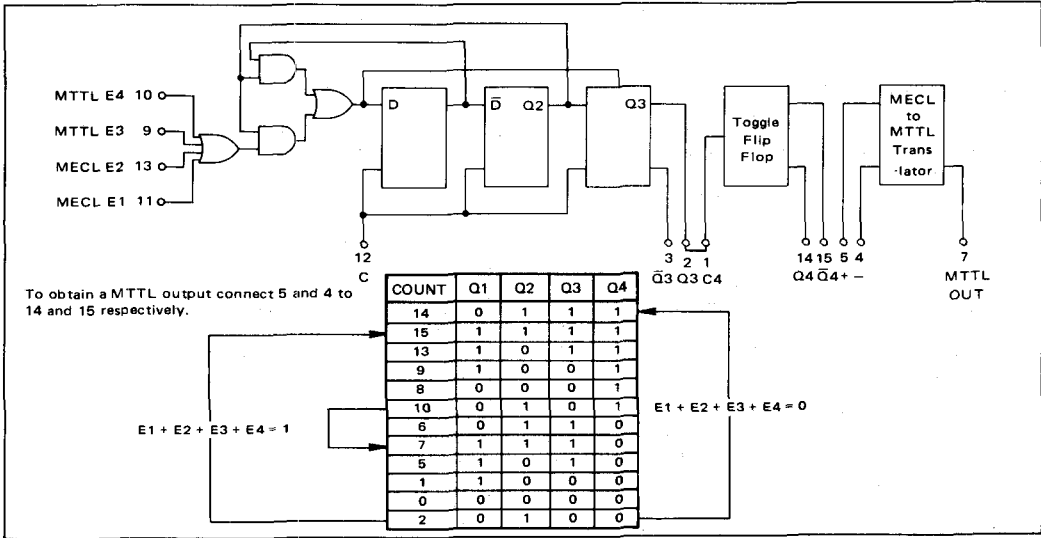 MTTL E4 10
MTTL E3 9
MECL E2 13
MECL E1 11
D
D̅ Q2
Q3
Toggle
Flip
Flop
MECL
to
MTTL
Trans
-lator
12
C
3 2 1
Q̅3 Q3 C4
14 15 5 4
Q4 Q̅4 + –
7
MTTL
OUT
To obtain a MTTL output connect 5 and 4 to
14 and 15 respectively.
COUNT Q1 Q2 Q3 Q4
14 0 1 1 1
15 1 1 1 1
13 1 0 1 1
9 1 0 0 1
8 0 0 0 1
10 0 1 0 1
6 0 1 1 0
7 1 1 1 0
5 1 0 1 0
1 1 0 0 0
0 0 0 0 0
2 0 1 0 0
E1 + E2 + E3 + E4 = 1
E1 + E2 + E3 + E4 = 0